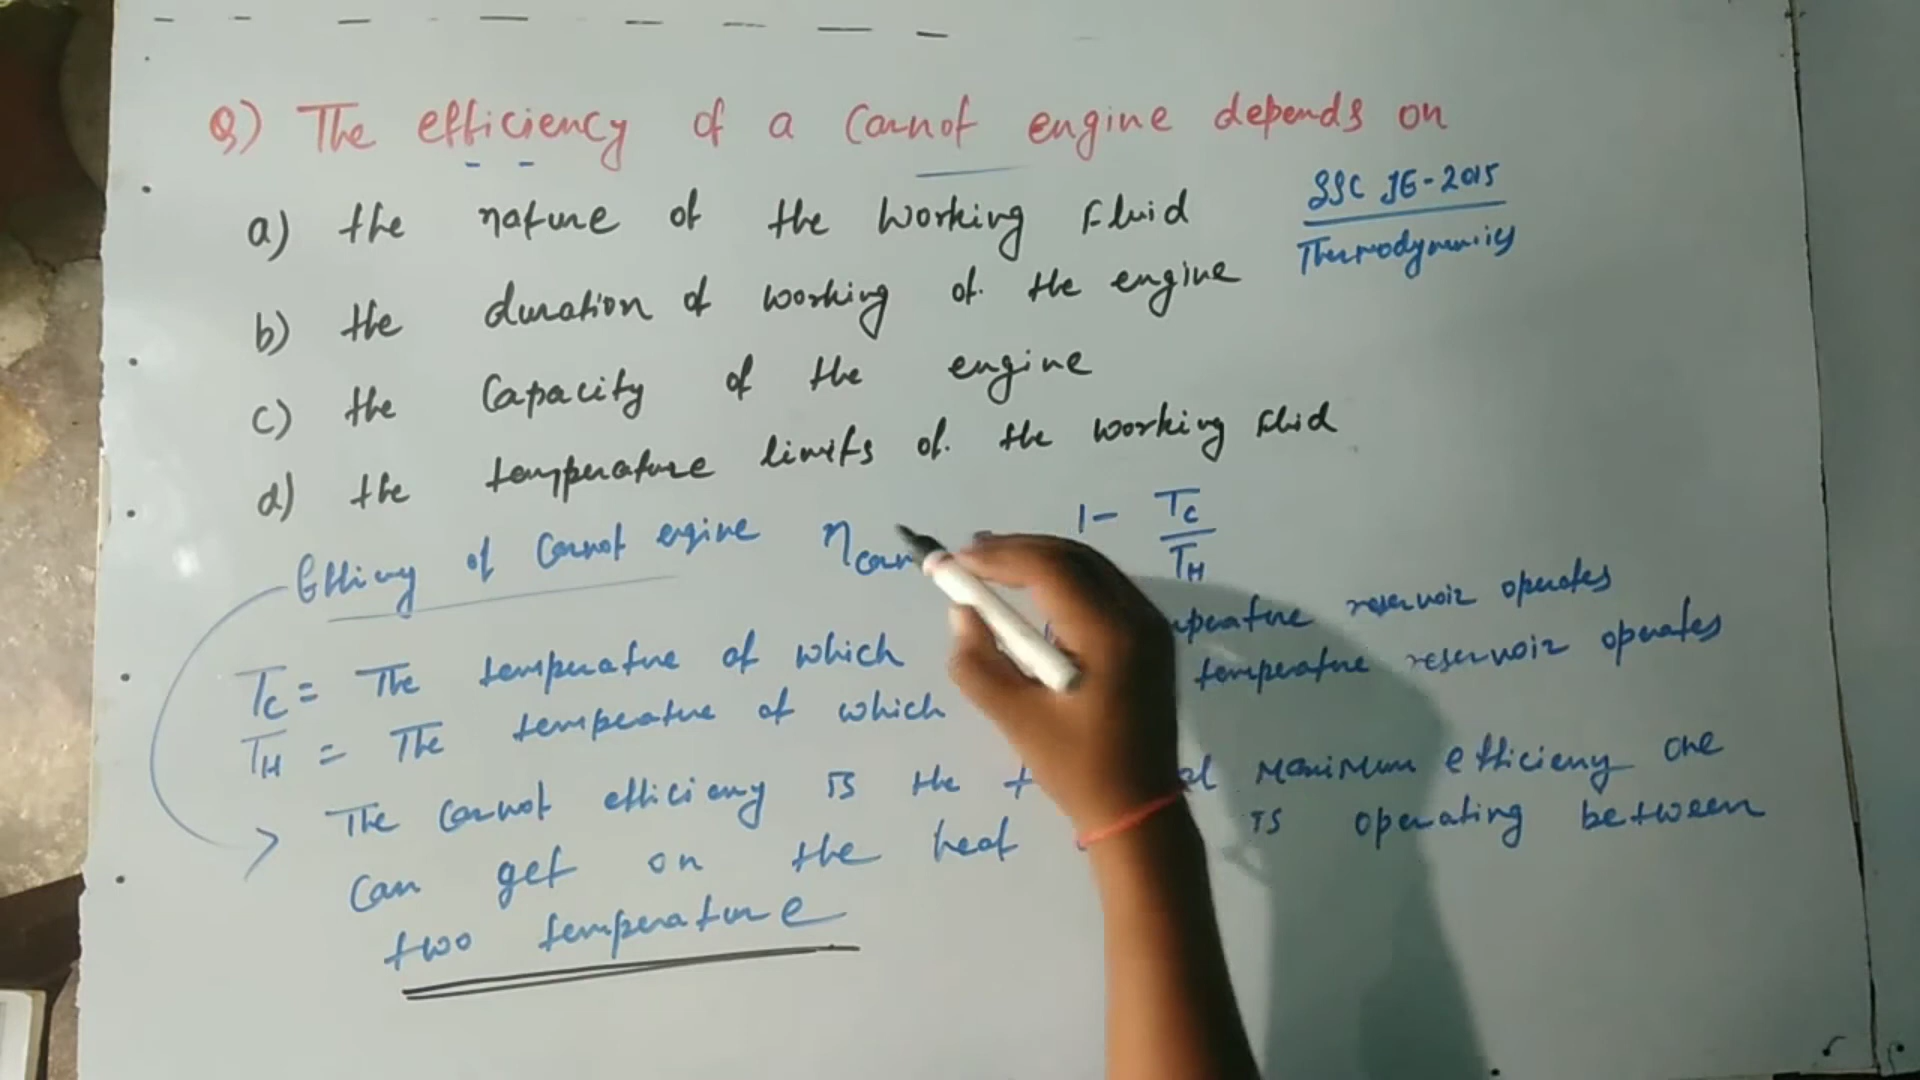 Q) The efficiency of a Carnot engine depends on
SSC JE-2015
Thermodynamics
a) the nature of the working fluid
b) the duration of working of the engine
c) the capacity of the engine
d) the temperature limits of the working fluid
Efficiency of Carnot engine η 1- Tc/TH
Tc = The temperature at which temperature reservoir operates
TH = The temperature at which temperature reservoir operates
The Carnot efficiency is the maximum efficiency one
can get on the heat is operating between
two temperature